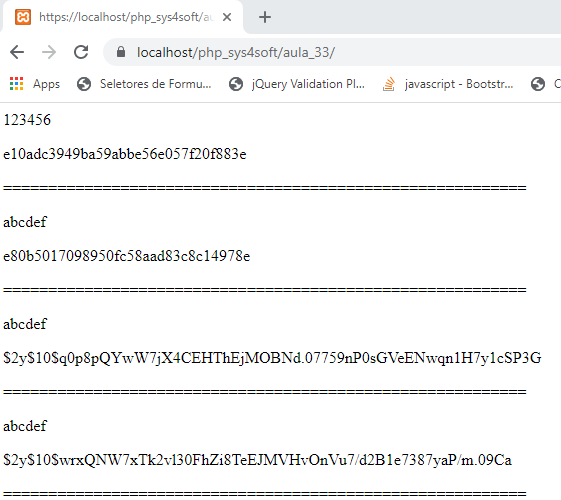 https://localhost/php_sys4soft/au
localhost/php_sys4soft/aula_33/
Apps Seletores de Formu... jQuery Validation Pl... javascript - Bootstr... C
123456
e10adc3949ba59abbe56e057f20f883e
==========================================================
abcdef
e80b5017098950fc58aad83c8c14978e
==========================================================
abcdef
$2y$10$q0p8pQYwW7jX4CEHThEjMOBNd.07759nP0sGVeENwqn1H7y1cSP3G
==========================================================
abcdef
$2y$10$wrxQNW7xTk2vl30FhZi8TeEJMVHvOnVu7/d2B1e7387yaP/m.09Ca
==========================================================